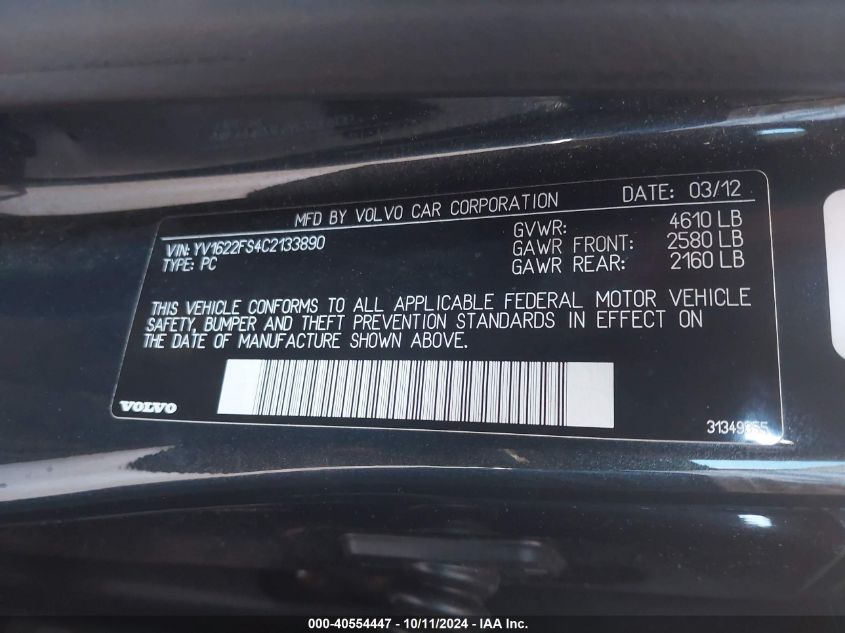 MFD BY VOLVO CAR CORPORATION DATE: 03/12
VIN: YV1622FS4C2133890 GVWR: 4610 LB
TYPE: PC GAWR FRONT: 2580 LB
GAWR REAR: 2160 LB
THIS VEHICLE CONFORMS TO ALL APPLICABLE FEDERAL MOTOR VEHICLE
SAFETY, BUMPER AND THEFT PREVENTION STANDARDS IN EFFECT ON
THE DATE OF MANUFACTURE SHOWN ABOVE.
VOLVO
000-40554447 - 10/11/2024 - IAA Inc.